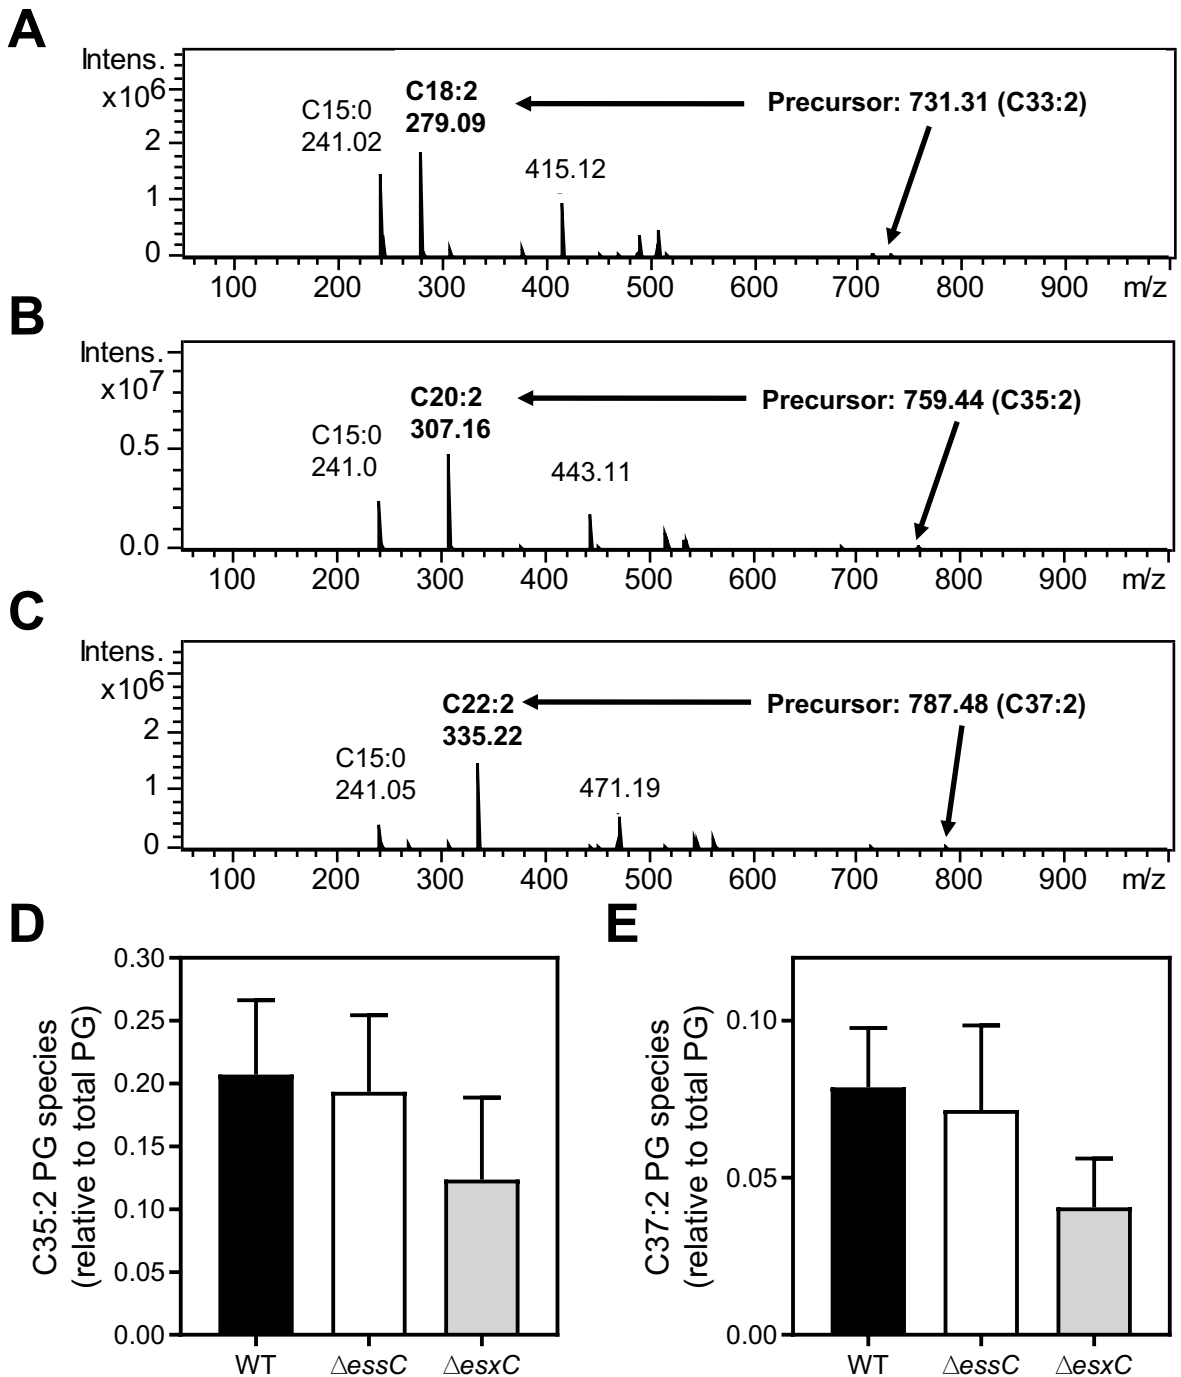 A
Intens.
x10^6
2
1
0
C15:0
241.02
C18:2
279.09
415.12
Precursor: 731.31 (C33:2)
100 200 300 400 500 600 700 800 900 m/z
B
Intens.
x10^7
0.5
0.0
C15:0
241.0
C20:2
307.16
443.11
Precursor: 759.44 (C35:2)
100 200 300 400 500 600 700 800 900 m/z
C
Intens.
x10^6
2
1
0
C15:0
241.05
C22:2
335.22
471.19
Precursor: 787.48 (C37:2)
100 200 300 400 500 600 700 800 900 m/z
D
C35:2 PG species
(relative to total PG)
0.30
0.25
0.20
0.15
0.10
0.05
0.00
WT ΔessC ΔesxC
E
C37:2 PG species
(relative to total PG)
0.10
0.05
0.00
WT ΔessC ΔesxC